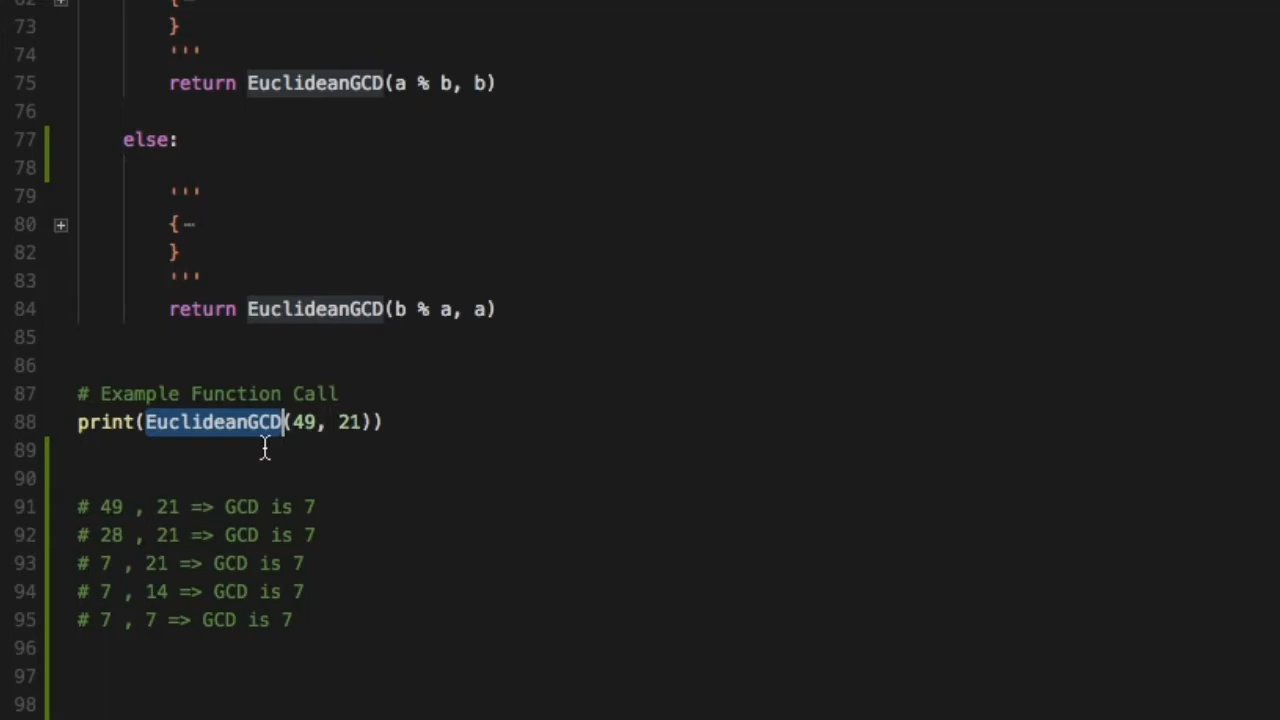 62 {⋯
73 }
74 '''
75 return EuclideanGCD(a % b, b)
76
77 else:
78
79 '''
80 {⋯
82 }
83 '''
84 return EuclideanGCD(b % a, a)
85
86
87 # Example Function Call
88 print(EuclideanGCD(49, 21))
89
90
91 # 49 , 21 => GCD is 7
92 # 28 , 21 => GCD is 7
93 # 7 , 21 => GCD is 7
94 # 7 , 14 => GCD is 7
95 # 7 , 7 => GCD is 7
96
97
98